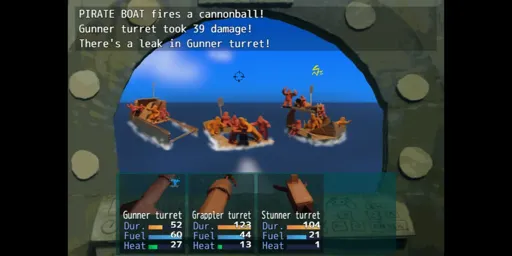 PIRATE BOAT fires a cannonball!
Gunner turret took 39 damage!
There's a leak in Gunner turret!
Gunner turret Grappler turret Stunner turret
Dur. 52 Dur. 123 Dur. 104
Fuel 60 Fuel 44 Fuel 21
Heat 27 Heat 13 Heat 1